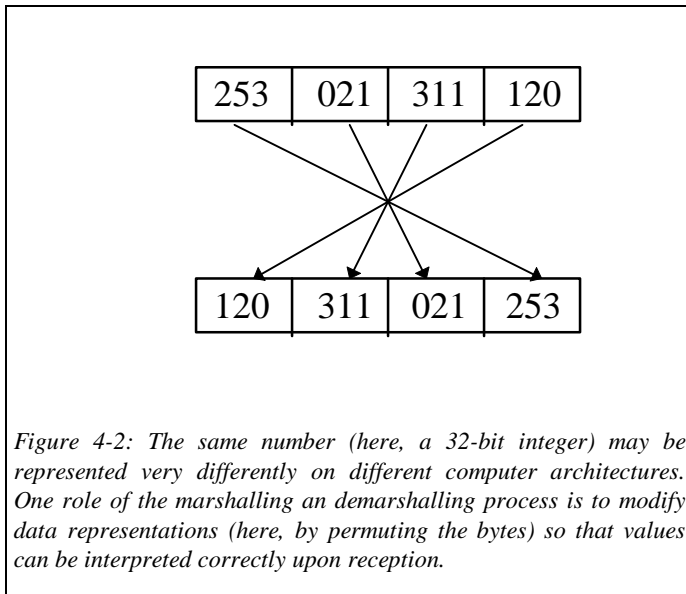 253 021 311 120
120 311 021 253
Figure 4-2: The same number (here, a 32-bit integer) may be
represented very differently on different computer architectures.
One role of the marshalling an demarshalling process is to modify
data representations (here, by permuting the bytes) so that values
can be interpreted correctly upon reception.